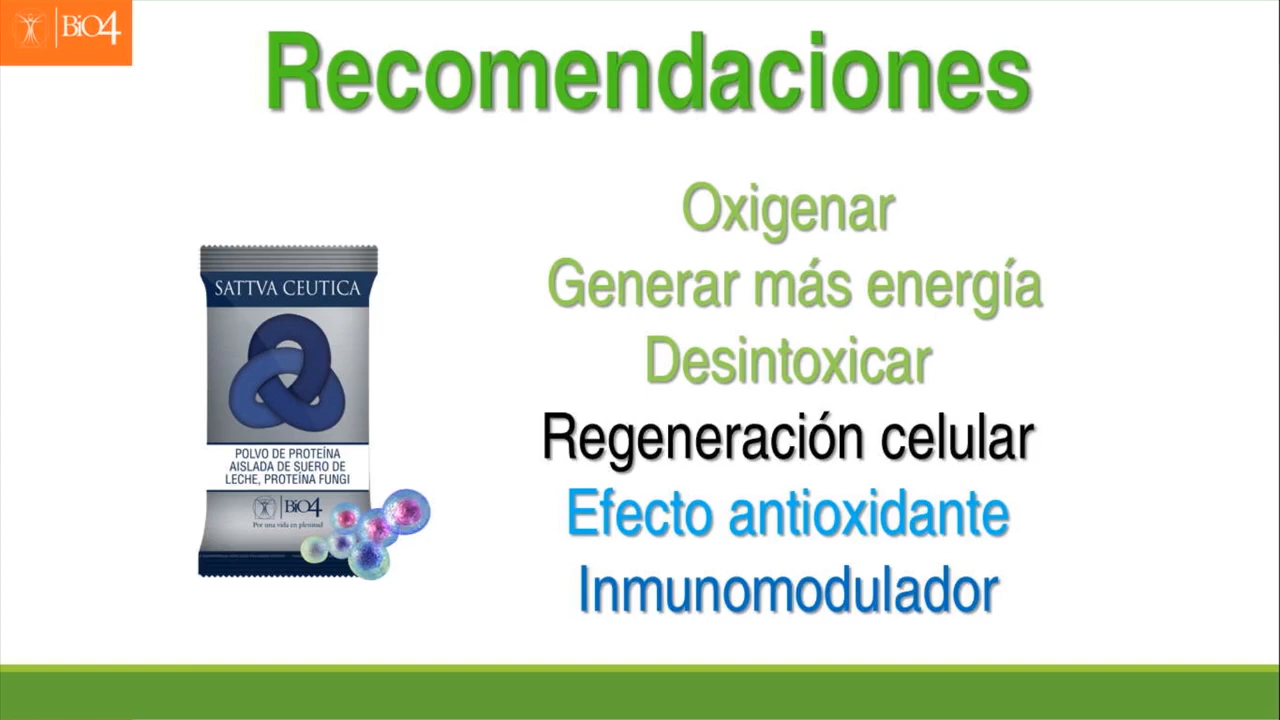 BiO4
Recomendaciones
Oxigenar
Generar más energía
Desintoxicar
Regeneración celular
Efecto antioxidante
Inmunomodulador
SATTVA CEUTICA
POLVO DE PROTEÍNA
AISLADA DE SUERO DE
LECHE, PROTEÍNA FUNGI
BiO4
Por una vida en plenitud